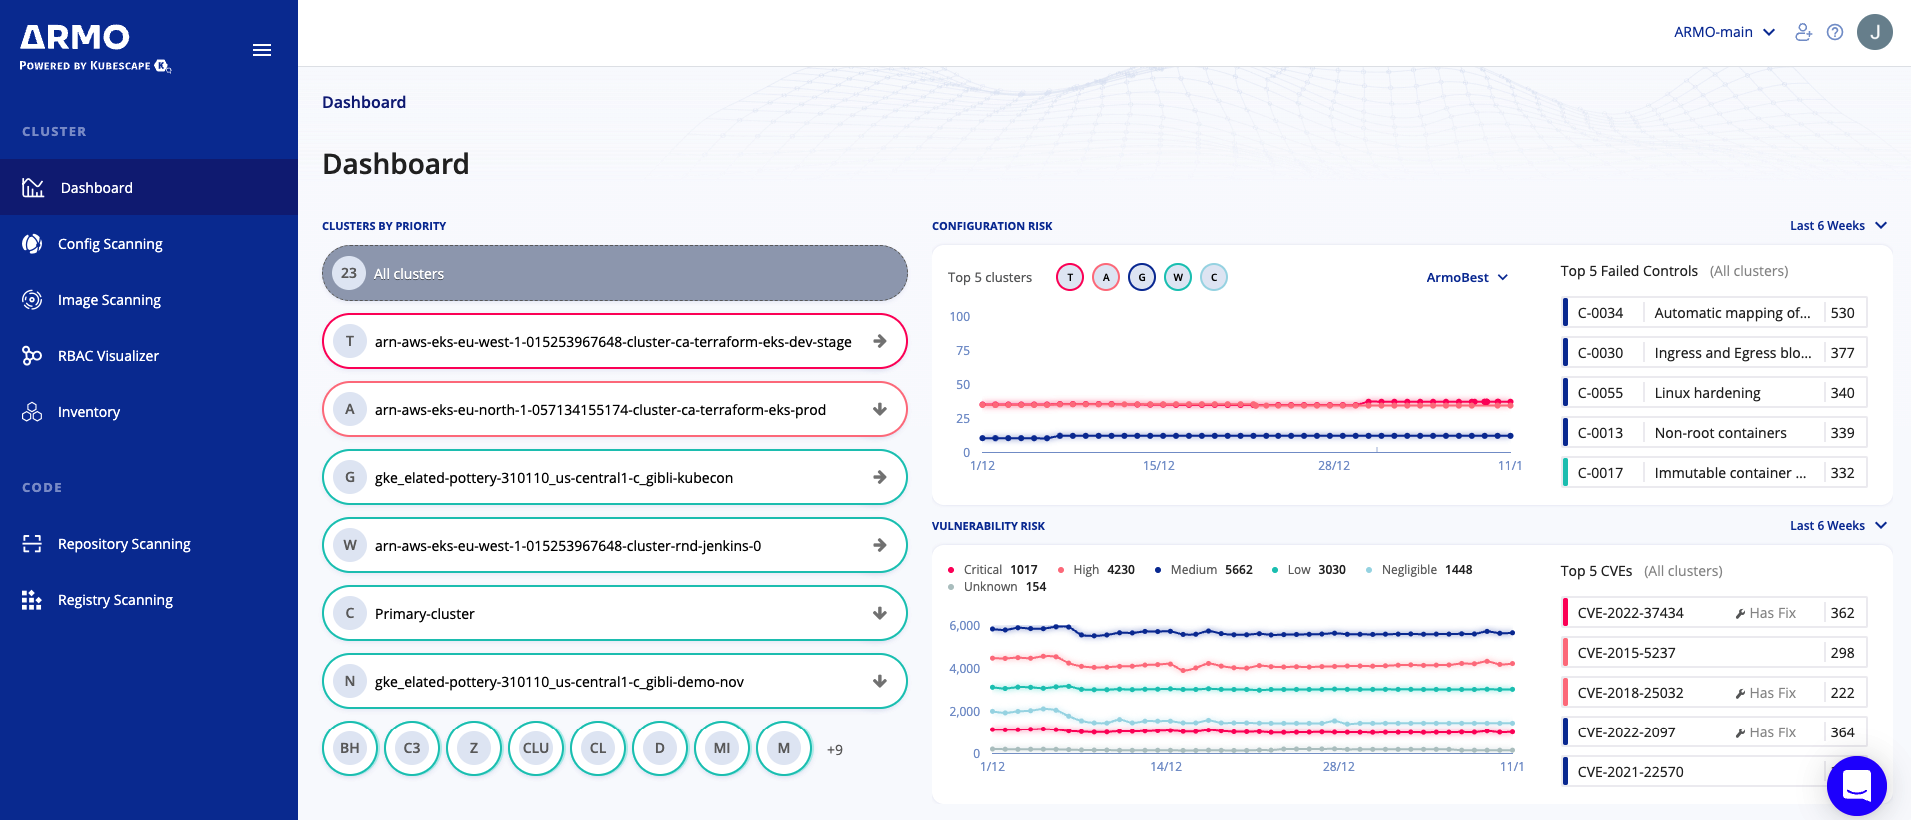 ARMO
POWERED BY KUBESCAPE
CLUSTER
Dashboard
Config Scanning
Image Scanning
RBAC Visualizer
Inventory
CODE
Repository Scanning
Registry Scanning
ARMO-main
J
Dashboard
Dashboard
CLUSTERS BY PRIORITY
23 All clusters
T arn-aws-eks-eu-west-1-015253967648-cluster-ca-terraform-eks-dev-stage
A arn-aws-eks-eu-north-1-057134155174-cluster-ca-terraform-eks-prod
G gke_elated-pottery-310110_us-central1-c_gibli-kubecon
W arn-aws-eks-eu-west-1-015253967648-cluster-rnd-jenkins-0
C Primary-cluster
N gke_elated-pottery-310110_us-central1-c_gibli-demo-nov
BH C3 Z CLU CL D MI M +9
CONFIGURATION RISK
Last 6 Weeks
Top 5 clusters T A G W C
ArmoBest
100
75
50
25
0
1/12 15/12 28/12 11/1
Top 5 Failed Controls (All clusters)
C-0034 Automatic mapping of... 530
C-0030 Ingress and Egress blo... 377
C-0055 Linux hardening 340
C-0013 Non-root containers 339
C-0017 Immutable container ... 332
VULNERABILITY RISK
Last 6 Weeks
Critical 1017 High 4230 Medium 5662 Low 3030 Negligible 1448
Unknown 154
6,000
4,000
2,000
0
1/12 14/12 28/12 11/1
Top 5 CVEs (All clusters)
CVE-2022-37434 Has Fix 362
CVE-2015-5237 298
CVE-2018-25032 Has Fix 222
CVE-2022-2097 Has Fix 364
CVE-2021-22570